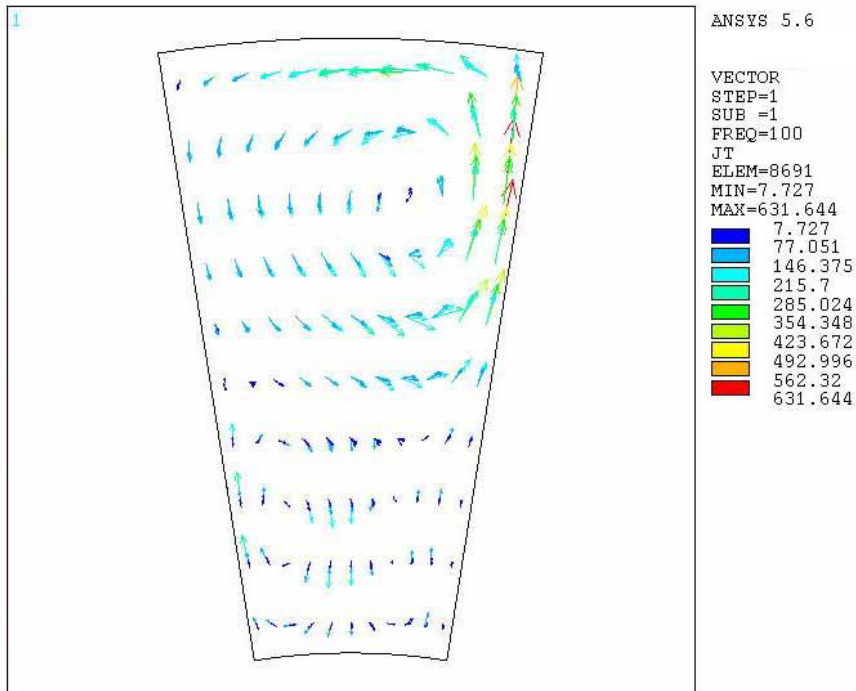 1
ANSYS 5.6
VECTOR
STEP=1
SUB =1
FREQ=100
JT
ELEM=8691
MIN=7.727
MAX=631.644
7.727
77.051
146.375
215.7
285.024
354.348
423.672
492.996
562.32
631.644